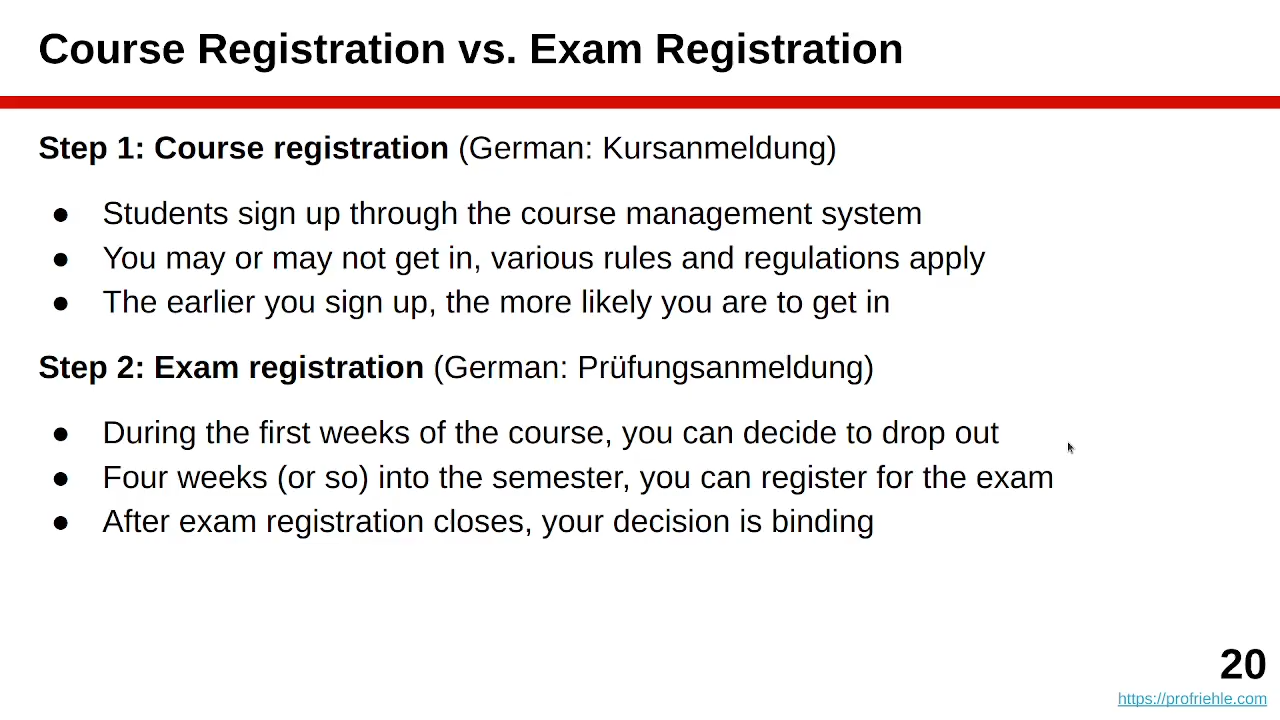 Course Registration vs. Exam Registration
Step 1: Course registration (German: Kursanmeldung)
● Students sign up through the course management system
● You may or may not get in, various rules and regulations apply
● The earlier you sign up, the more likely you are to get in
Step 2: Exam registration (German: Prüfungsanmeldung)
● During the first weeks of the course, you can decide to drop out
● Four weeks (or so) into the semester, you can register for the exam
● After exam registration closes, your decision is binding
20
https://profriehle.com